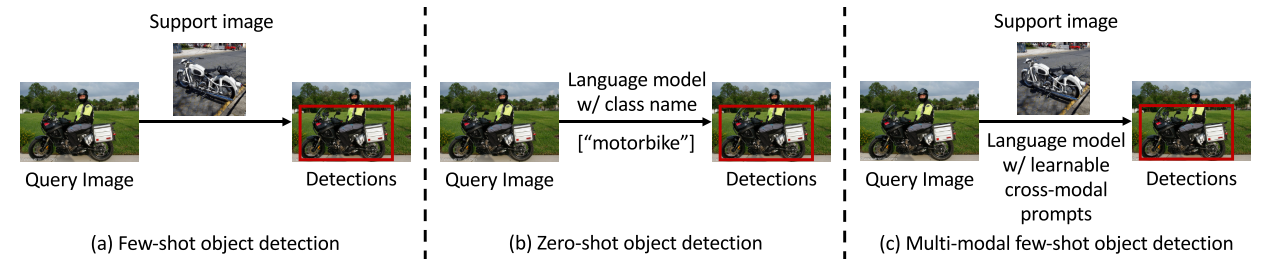 Support image
Query Image
Detections
(a) Few-shot object detection
Language model
w/ class name
[“motorbike”]
Query Image
Detections
(b) Zero-shot object detection
Support image
Language model
w/ learnable
cross-modal
prompts
Query Image
Detections
(c) Multi-modal few-shot object detection